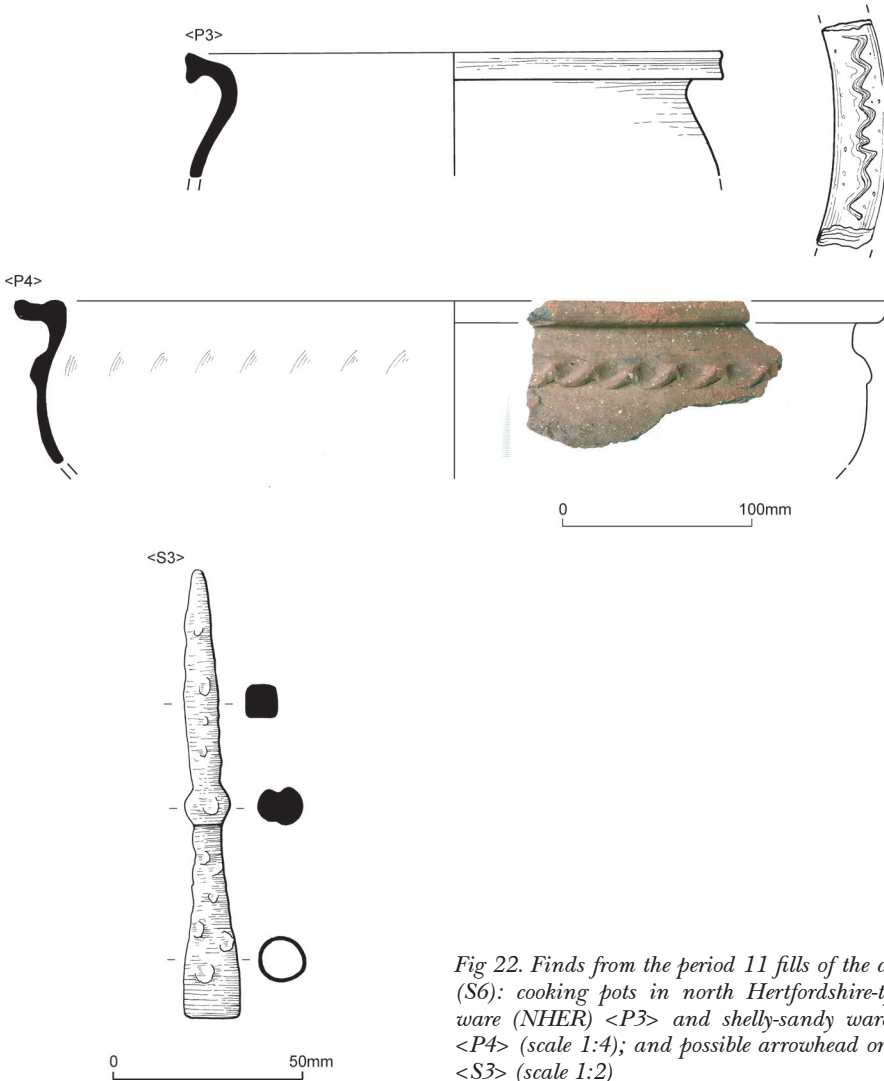 <P3>
<P4>
0 100mm
<S3>
0 50mm
Fig 22. Finds from the period 11 fills of the
(S6): cooking pots in north Hertfordshire-
ware (NHER) <P3> and shelly-sandy ware
<P4> (scale 1:4); and possible arrowhead
<S3> (scale 1:2)